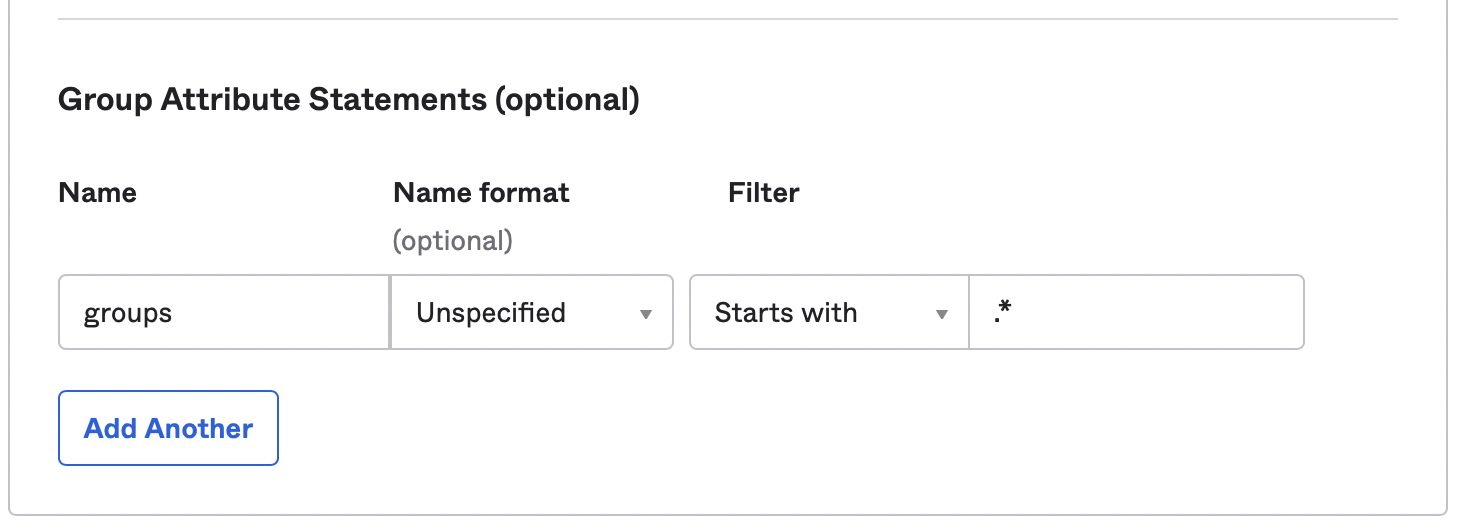 Group Attribute Statements (optional)
Name Name format Filter
(optional)
groups Unspecified Starts with .*
Add Another